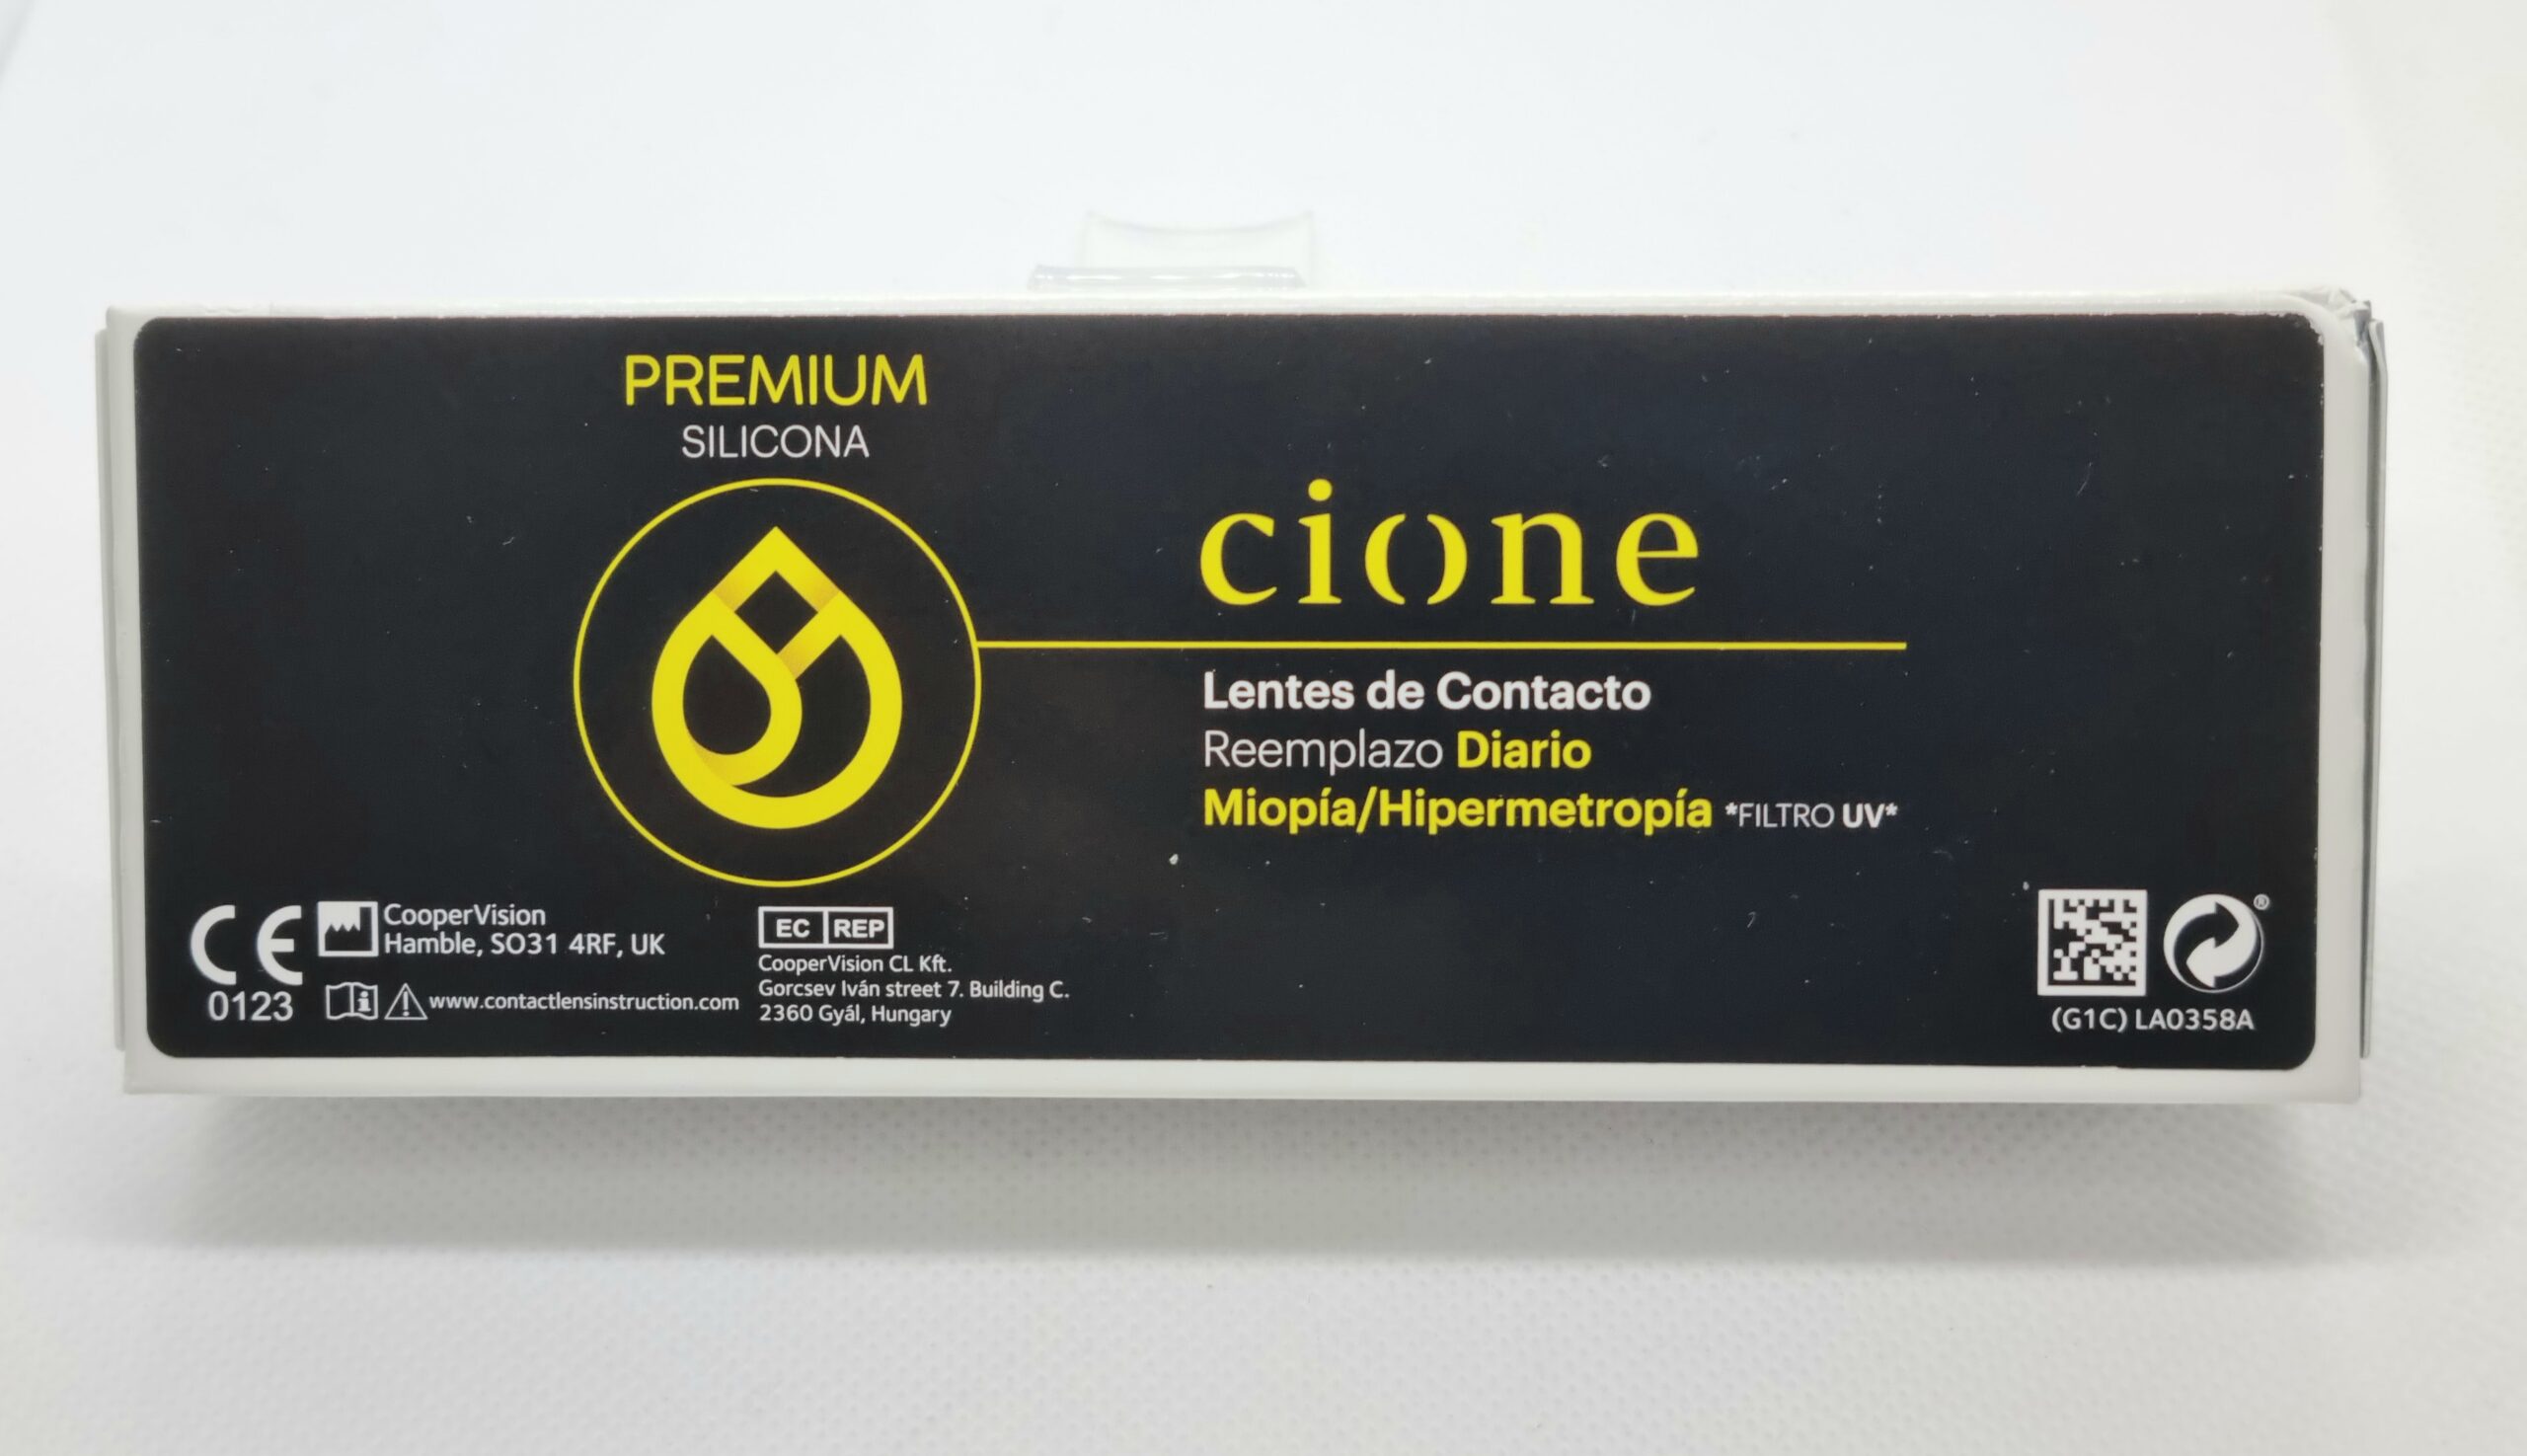 PREMIUM
SILICONA
cione
Lentes de Contacto
Reemplazo Diario
Miopía/Hipermetropía *FILTRO UV*
CE
0123
CooperVision
Hamble, SO31 4RF, UK
www.contactlensinstruction.com
EC REP
CooperVision CL Kft.
Gorcsev Iván street 7. Building C.
2360 Gyál, Hungary
®
(G1C) LA0358A